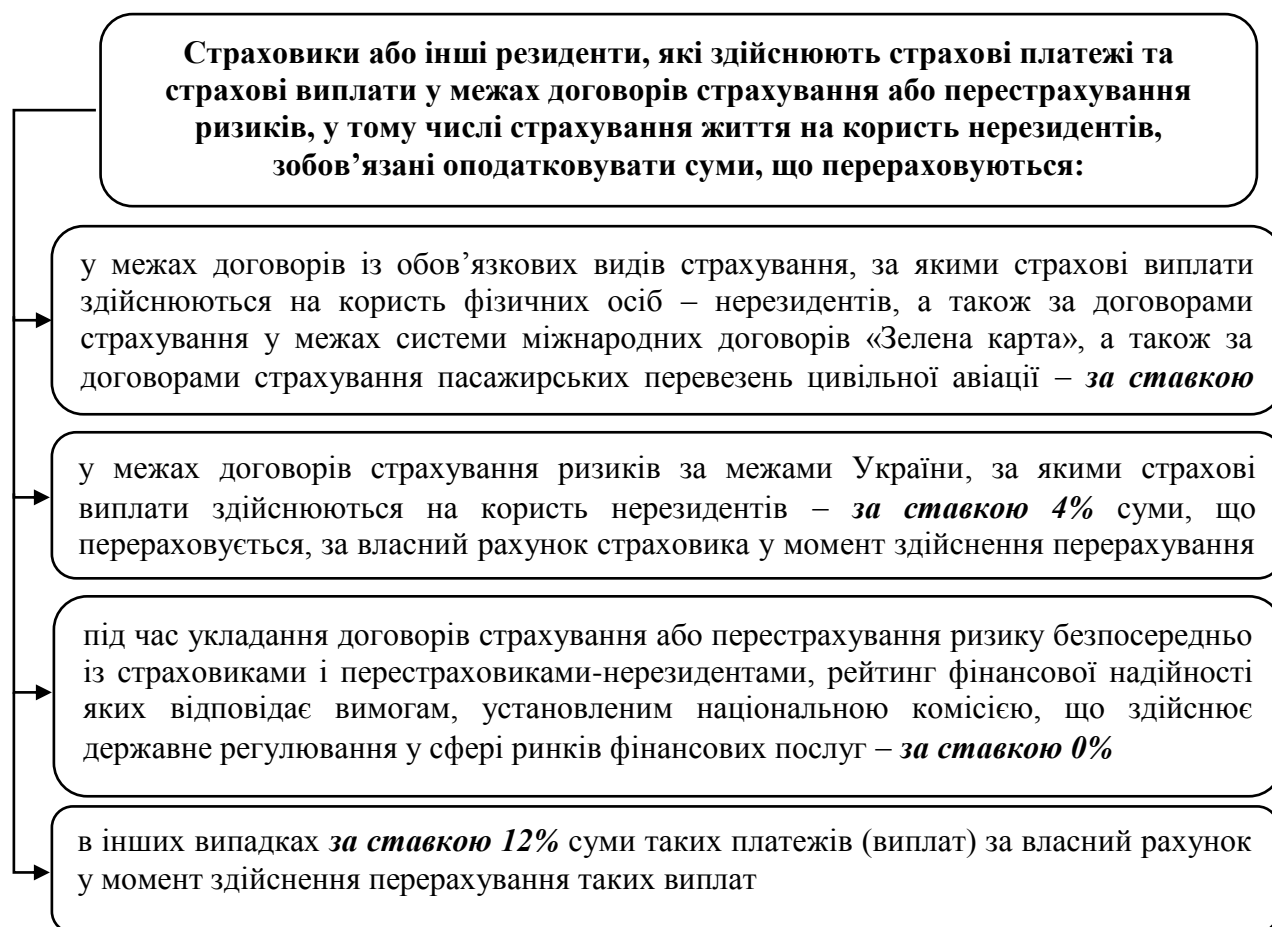 Страховики або інші резиденти, які здійснюють страхові платежі та
страхові виплати у межах договорів страхування або перестрахування
ризиків, у тому числі страхування життя на користь нерезидентів,
зобов’язані оподатковувати суми, що перераховуються:
у межах договорів із обов’язкових видів страхування, за якими страхові виплати
здійснюються на користь фізичних осіб – нерезидентів, а також за договорами
страхування у межах системи міжнародних договорів «Зелена карта», а також за
договорами страхування пасажирських перевезень цивільної авіації – за ставкою
у межах договорів страхування ризиків за межами України, за якими страхові
виплати здійснюються на користь нерезидентів – за ставкою 4% суми, що
перераховується, за власний рахунок страховика у момент здійснення перерахування
під час укладання договорів страхування або перестрахування ризику безпосередньо
із страховиками і перестраховиками-нерезидентами, рейтинг фінансової надійності
яких відповідає вимогам, установленим національною комісією, що здійснює
державне регулювання у сфері ринків фінансових послуг – за ставкою 0%
в інших випадках за ставкою 12% суми таких платежів (виплат) за власний рахунок
у момент здійснення перерахування таких виплат